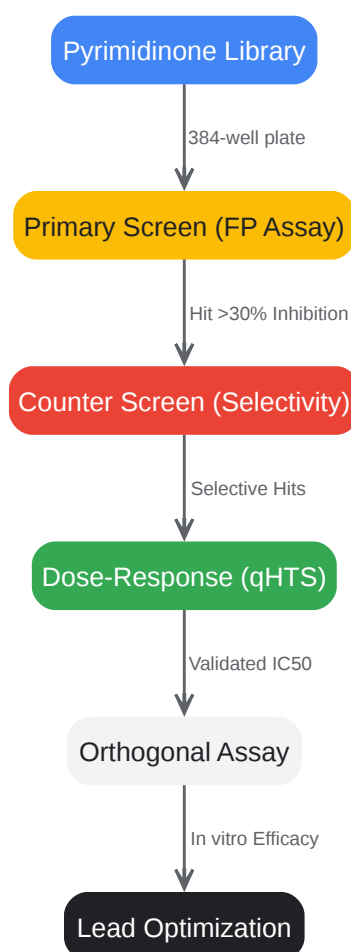 Pyrimidinone Library
384-well plate
Primary Screen (FP Assay)
Hit >30% Inhibition
Counter Screen (Selectivity)
Selective Hits
Dose-Response (qHTS)
Validated IC50
Orthogonal Assay
In vitro Efficacy
Lead Optimization